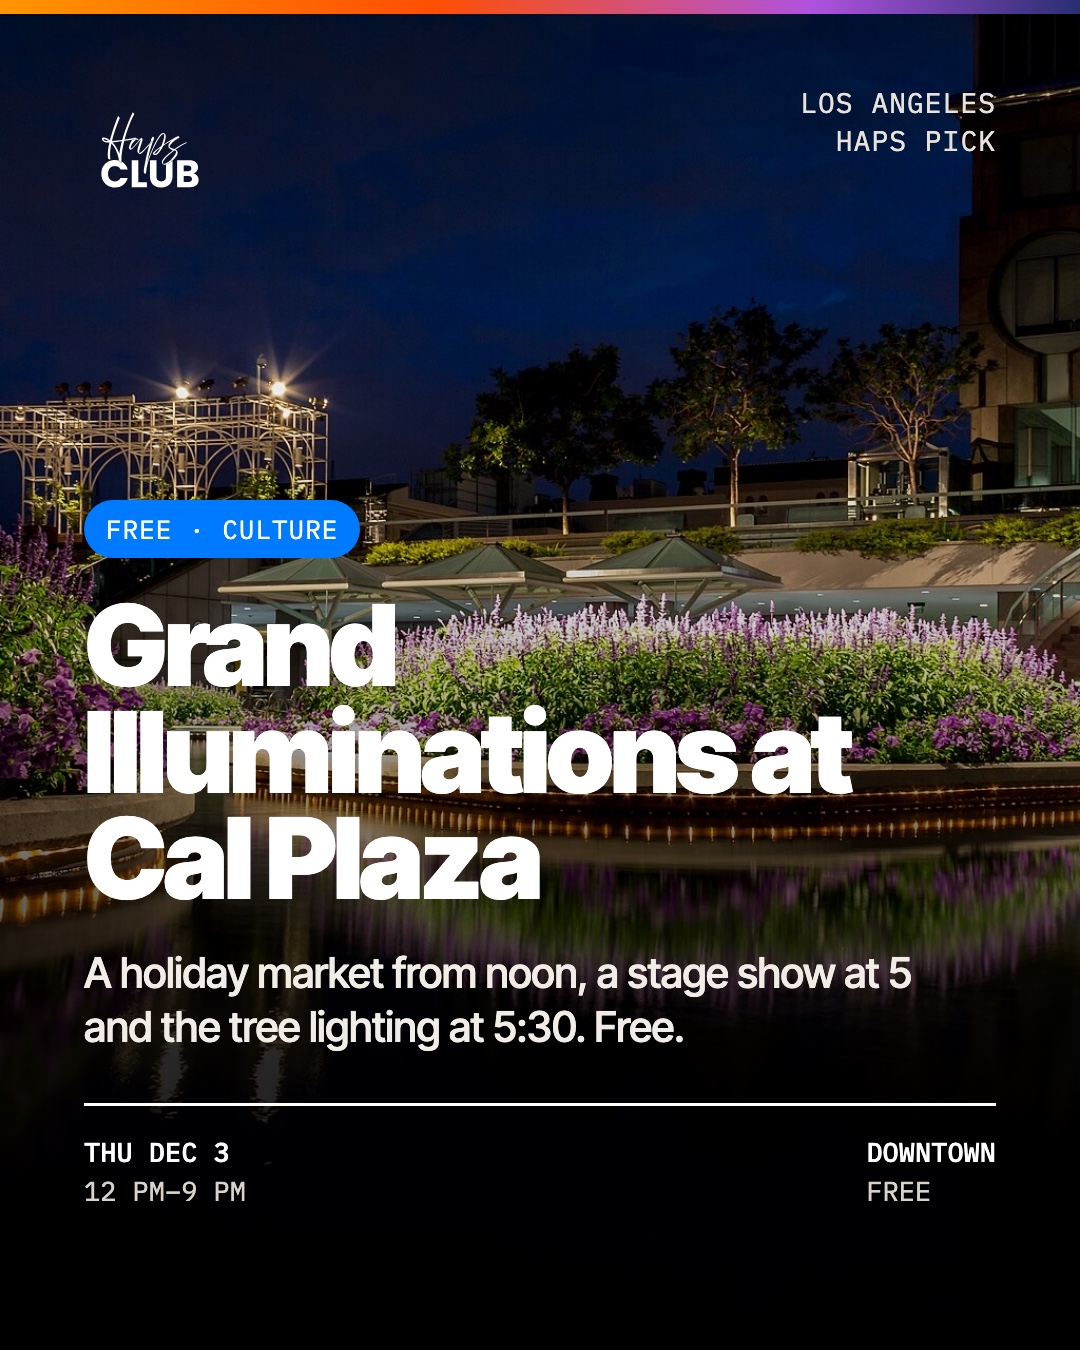 Haps
CLUB
LOS ANGELES
HAPS PICK
FREE · CULTURE
Grand
Illuminations at
Cal Plaza
A holiday market from noon, a stage show at 5
and the tree lighting at 5:30. Free.
THU DEC 3
12 PM–9 PM
DOWNTOWN
FREE